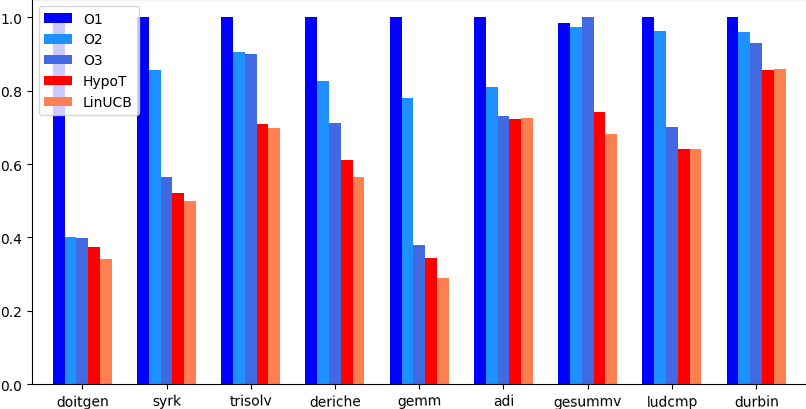 1.0
0.8
0.6
0.4
0.2
0.0
O1
O2
O3
HypoT
LinUCB
doitgen syrk trisolv deriche gemm adi gesummv ludcmp durbin